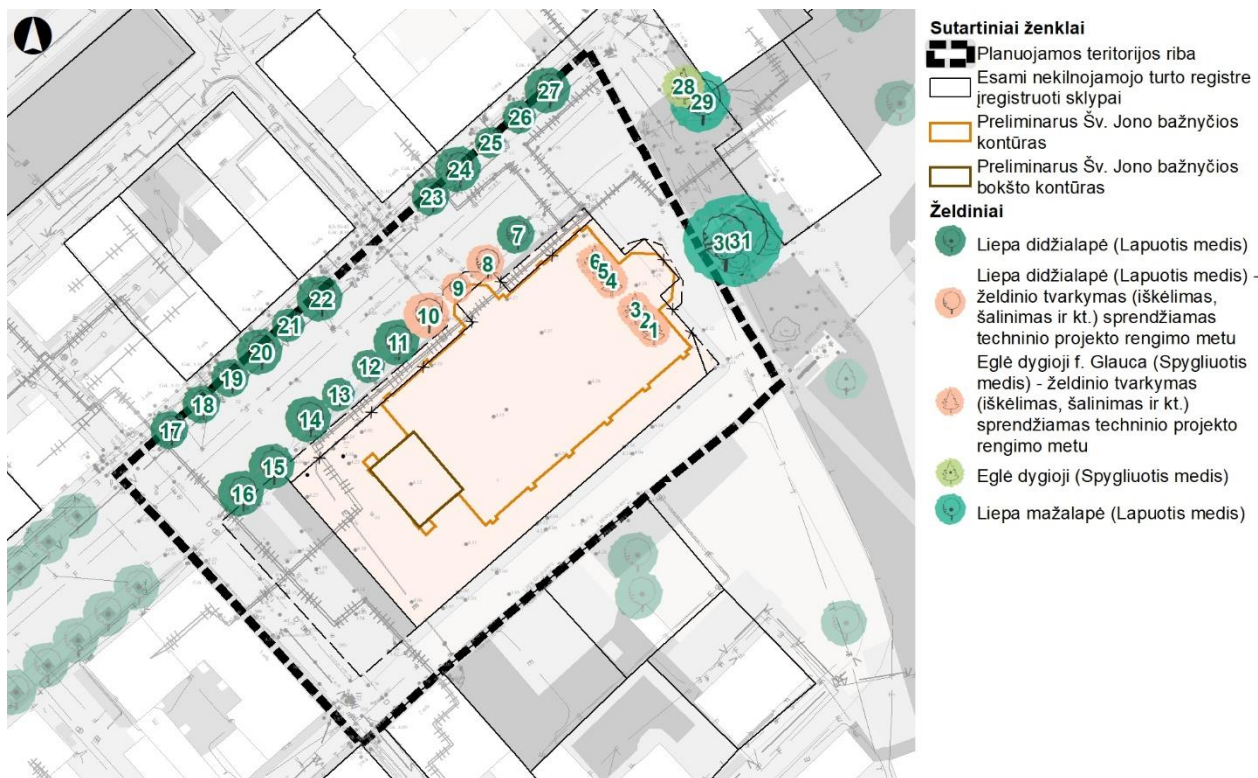 Sutartiniai ženklai
Planuojamos teritorijos riba
Esami nekilnojamojo turto registre
įregistruoti sklypai
Preliminarus Šv. Jono bažnyčios
kontūras
Preliminarus Šv. Jono bažnyčios
bokšto kontūras
Želdiniai
Liepa didžialapė (Lapuotis medis)
Liepa didžialapė (Lapuotis medis) -
želdinio tvarkymas (iškėlimas,
šalinimas ir kt.) sprendžiamas
techninio projekto rengimo metu
Eglė dygioji f. Glauca (Spygliuotis
medis) - želdinio tvarkymas
(iškėlimas, šalinimas ir kt.)
sprendžiamas techninio projekto
rengimo metu
Eglė dygioji (Spygliuotis medis)
Liepa mažalapė (Lapuotis medis)
27
28
29
26
25
24
23
30
31
7
8
6
5
4
9
22
3
2
1
10
21
11
20
12
19
13
18
14
17
15
16